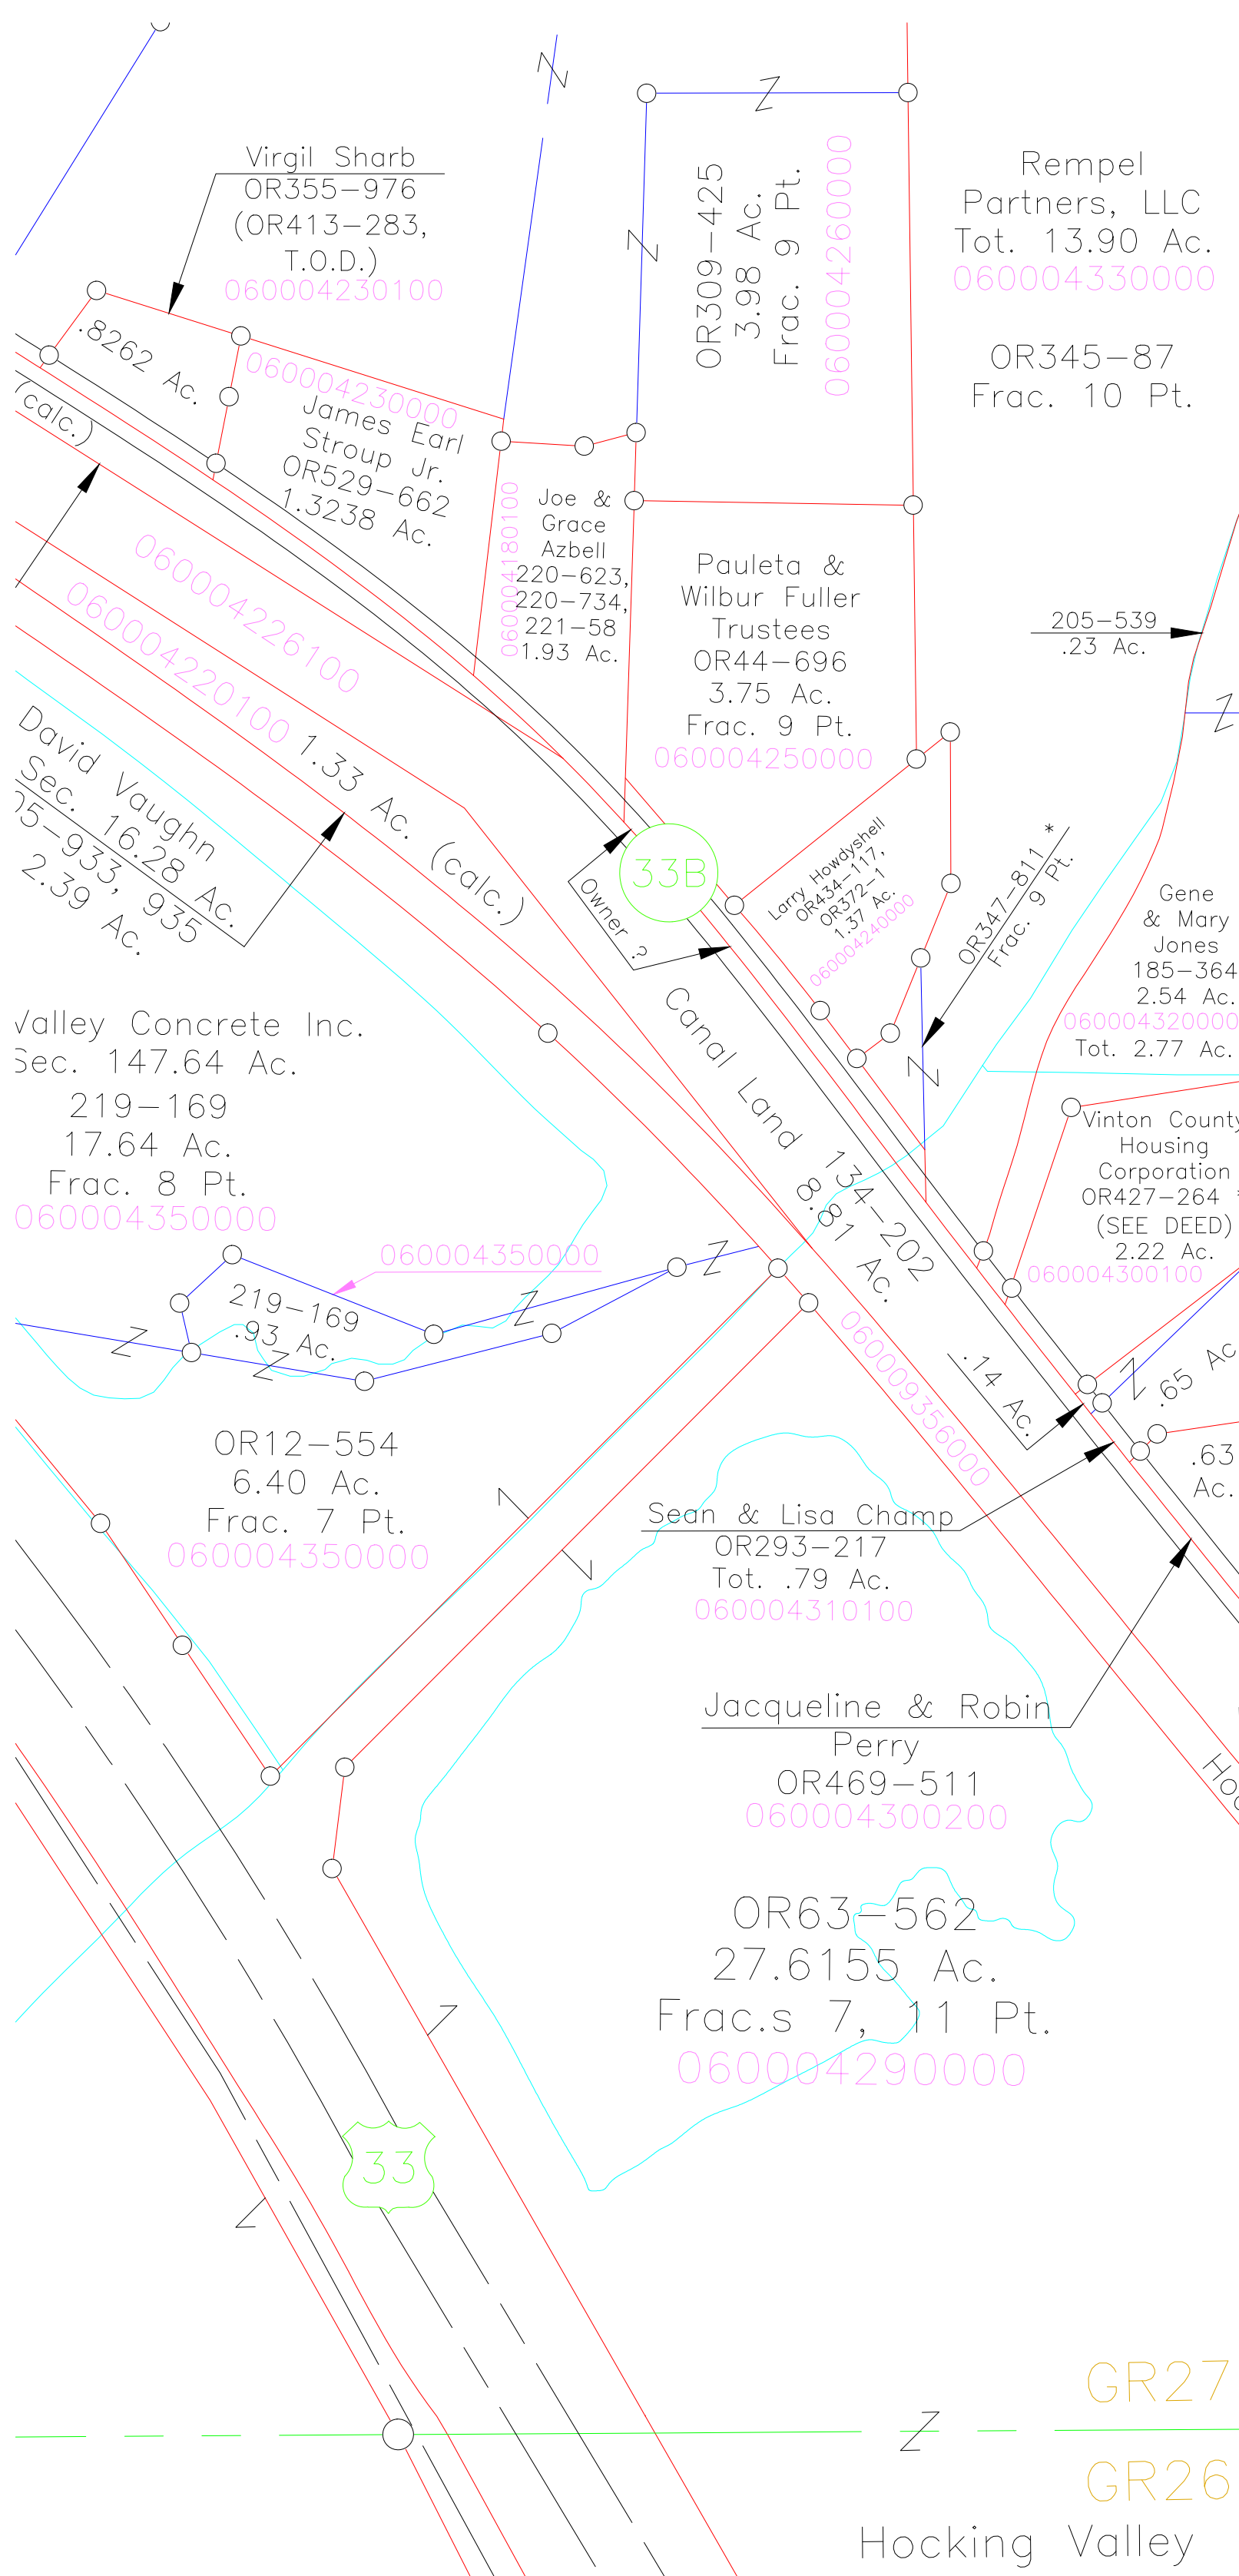 Virgil Sharb
OR355-976
(OR413-283,
T.O.D.)
060004230100
.8262 Ac.
060004230000
James Earl
Stroup Jr.
OR529-662
1.3238 Ac.
(calc.)
OR309-425
3.98 Ac.
Frac. 9 Pt.
060004260000
Rempel
Partners, LLC
Tot. 13.90 Ac.
060004330000
OR345-87
Frac. 10 Pt.
060004180100
Joe &
Grace
Azbell
220-623,
220-734,
221-58
1.93 Ac.
Pauleta &
Wilbur Fuller
Trustees
OR44-696
3.75 Ac.
Frac. 9 Pt.
060004250000
205-539
.23 Ac.
060004226100
060004220100 1.33 Ac. (calc.)
David Vaughn
Sec. 16.28 Ac.
05-933, 935
2.39 Ac.
33B
Owner ?
Larry Howdyshell
OR434-117,
OR372-1
1.37 Ac.
060004240000
OR347-811 *
Frac. 9 Pt.
Gene
& Mary
Jones
185-364
2.54 Ac.
060004320000
Tot. 2.77 Ac.
Valley Concrete Inc.
Sec. 147.64 Ac.
219-169
17.64 Ac.
Frac. 8 Pt.
060004350000
Canal Land 134-202
8.81 Ac.
Vinton County
Housing
Corporation
OR427-264 *
(SEE DEED)
2.22 Ac.
060004300100
060004350000
219-169
.93 Ac.
060009356000
.14 Ac.
.65 Ac
.63
Ac.
OR12-554
6.40 Ac.
Frac. 7 Pt.
060004350000
Sean & Lisa Champ
OR293-217
Tot. .79 Ac.
060004310100
Jacqueline & Robin
Perry
OR469-511
060004300200
Hoc
OR63-562
27.6155 Ac.
Frac.s 7, 11 Pt.
060004290000
33
GR27
GR26
Hocking Valley